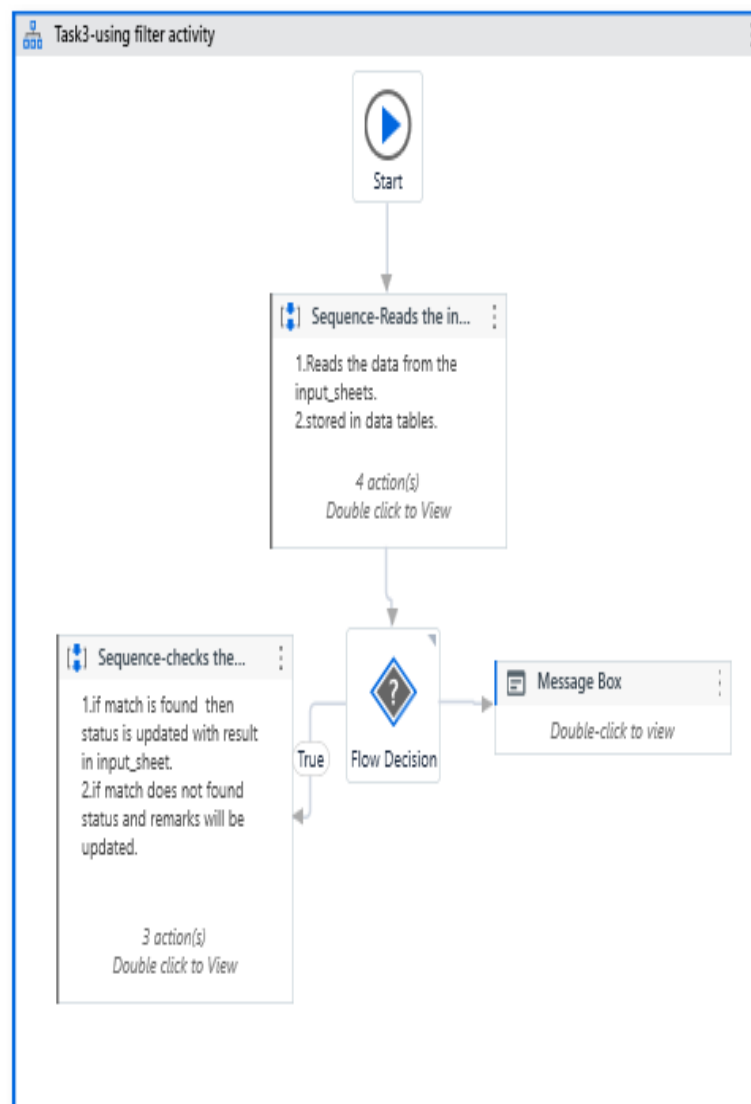 Task3-using filter activity
Start
Sequence-Reads the in...
1.Reads the data from the
input_sheets.
2.stored in data tables.
4 action(s)
Double click to View
Sequence-checks the...
1.if match is found  then
status is updated with result
in input_sheet.
2.if match does not found
status and remarks will be
updated.
3 action(s)
Double click to View
True
?
Flow Decision
Message Box
Double-click to view